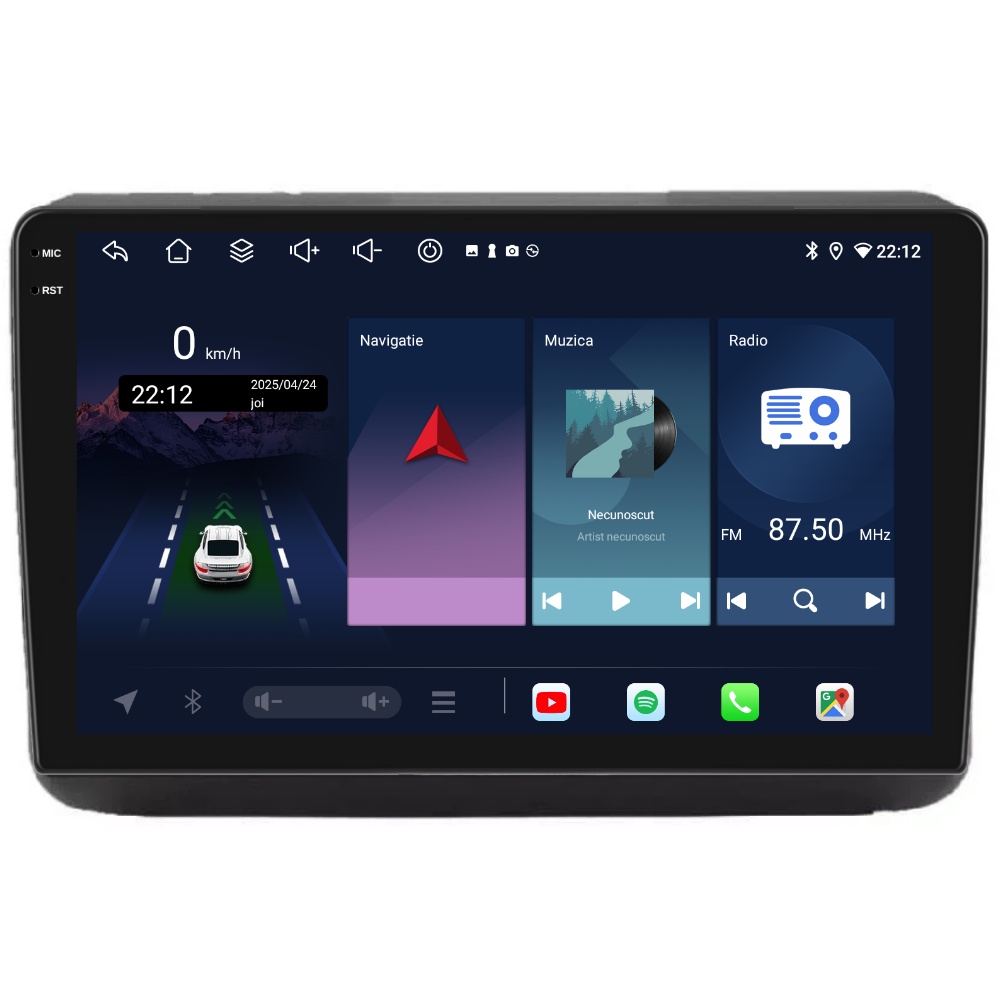 MIC
22:12
RST
0 km/h
22:12
2025/04/24
joi
Navigatie
Muzica
Necunoscut
Artist necunoscut
Radio
FM 87.50 MHz
G